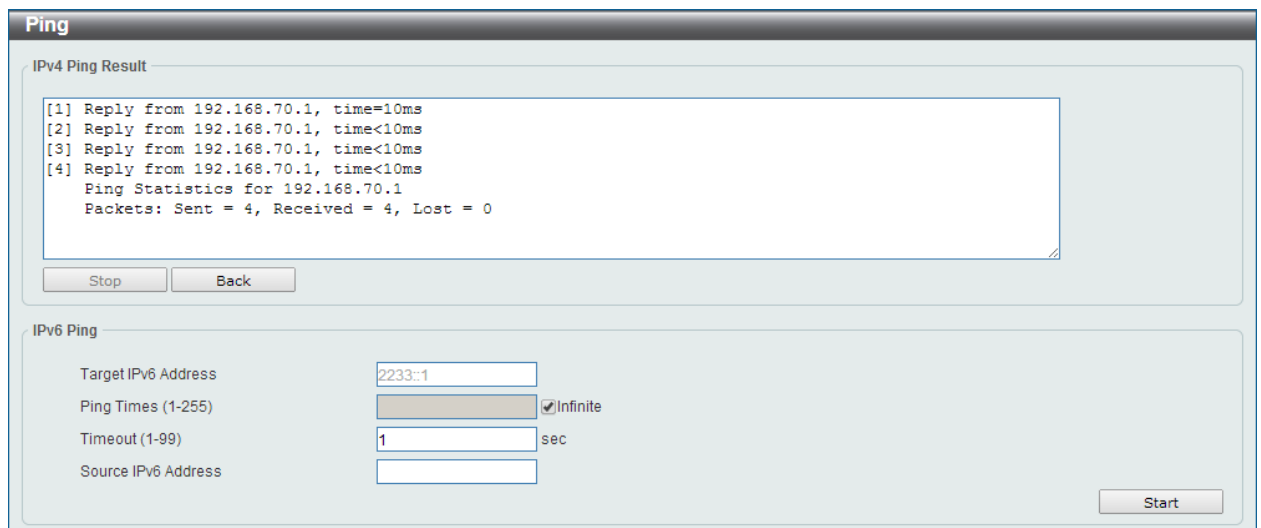 Ping
IPv4 Ping Result
[1] Reply from 192.168.70.1, time=10ms
[2] Reply from 192.168.70.1, time<10ms
[3] Reply from 192.168.70.1, time<10ms
[4] Reply from 192.168.70.1, time<10ms
Ping Statistics for 192.168.70.1
Packets: Sent = 4, Received = 4, Lost = 0
Stop Back
IPv6 Ping
Target IPv6 Address 2233::1
Ping Times (1-255) Infinite
Timeout (1-99) 1 sec
Source IPv6 Address
Start